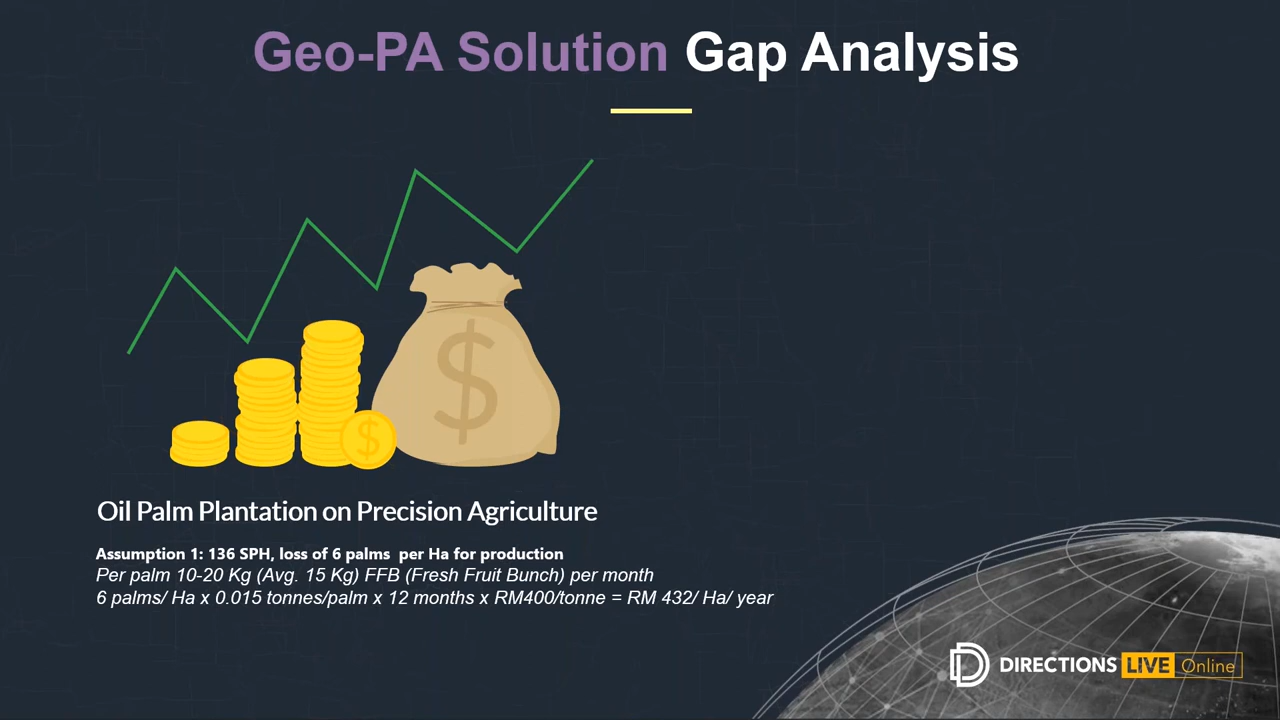 Geo-PA Solution Gap Analysis
$
$
Oil Palm Plantation on Precision Agriculture
Assumption 1: 136 SPH, loss of 6 palms per Ha for production
Per palm 10-20 Kg (Avg. 15 Kg) FFB (Fresh Fruit Bunch) per month
6 palms/ Ha x 0.015 tonnes/palm x 12 months x RM400/tonne = RM 432/ Ha/ year
DIRECTIONS LIVE Online